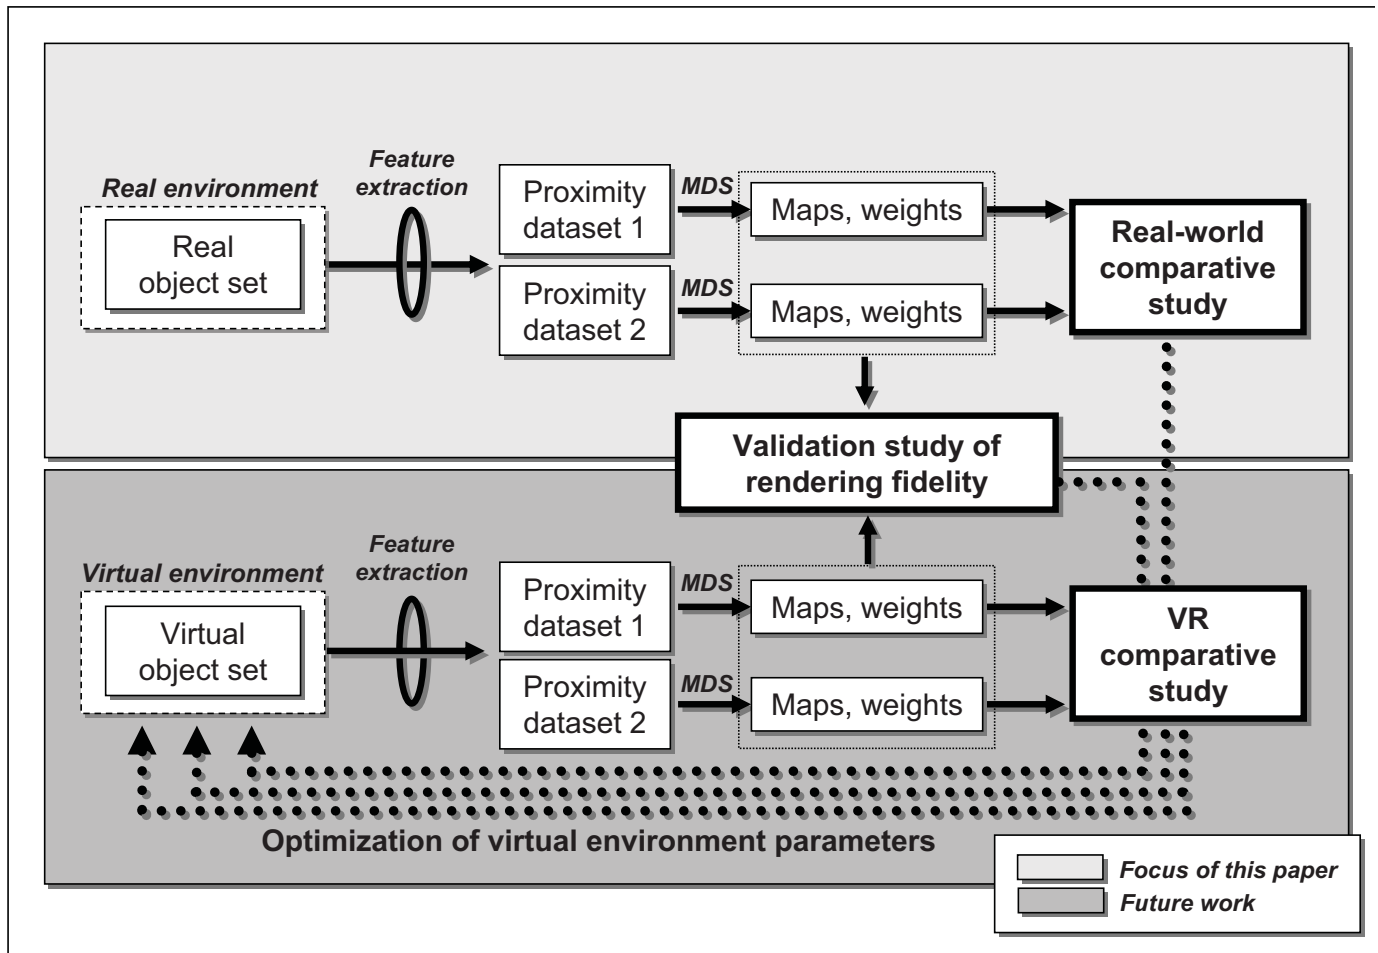 Real environment
Real
object set
Feature
extraction
Proximity
dataset 1
Proximity
dataset 2
MDS
MDS
Maps, weights
Maps, weights
Real-world
comparative
study
Validation study of
rendering fidelity
Virtual environment
Virtual
object set
Feature
extraction
Proximity
dataset 1
Proximity
dataset 2
MDS
MDS
Maps, weights
Maps, weights
VR
comparative
study
Optimization of virtual environment parameters
Focus of this paper
Future work